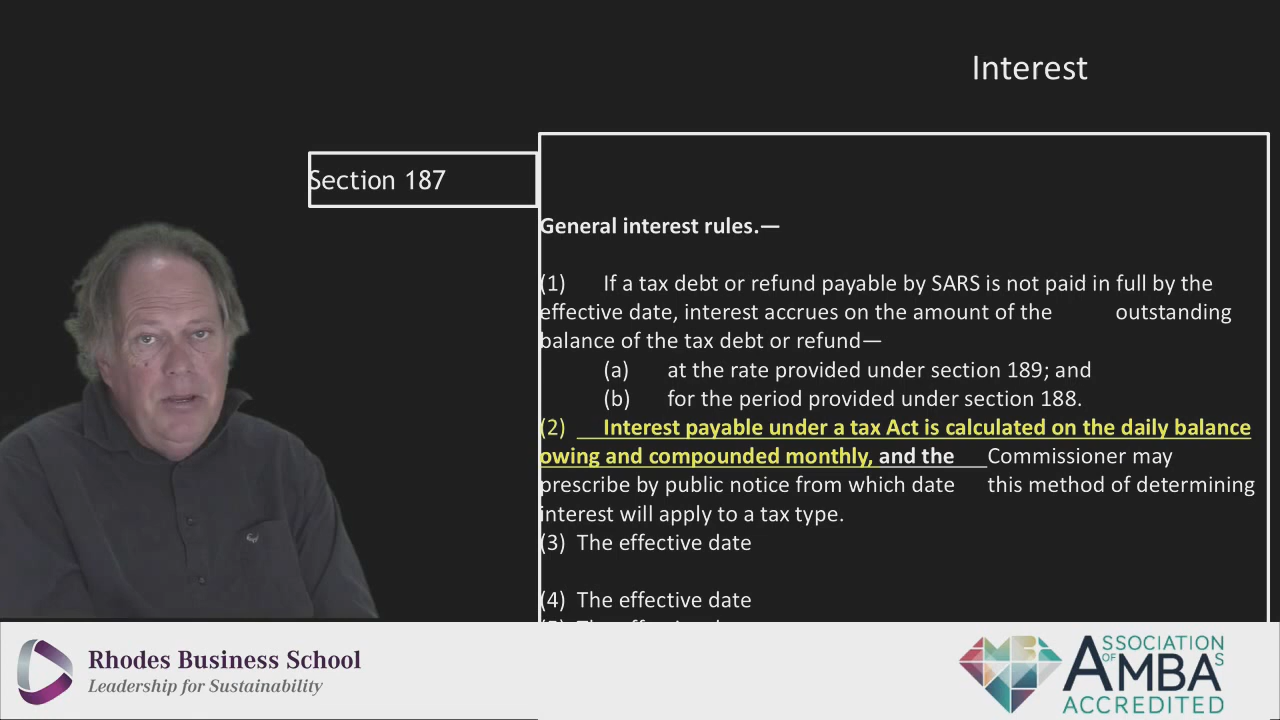 Interest
Section 187
General interest rules.—
(1) If a tax debt or refund payable by SARS is not paid in full by the
effective date, interest accrues on the amount of the outstanding
balance of the tax debt or refund—
(a) at the rate provided under section 189; and
(b) for the period provided under section 188.
(2) Interest payable under a tax Act is calculated on the daily balance
owing and compounded monthly, and the Commissioner may
prescribe by public notice from which date this method of determining
interest will apply to a tax type.
(3) The effective date
(4) The effective date
Rhodes Business School
Leadership for Sustainability
ASSOCIATION
OF AMBAS
ACCREDITED